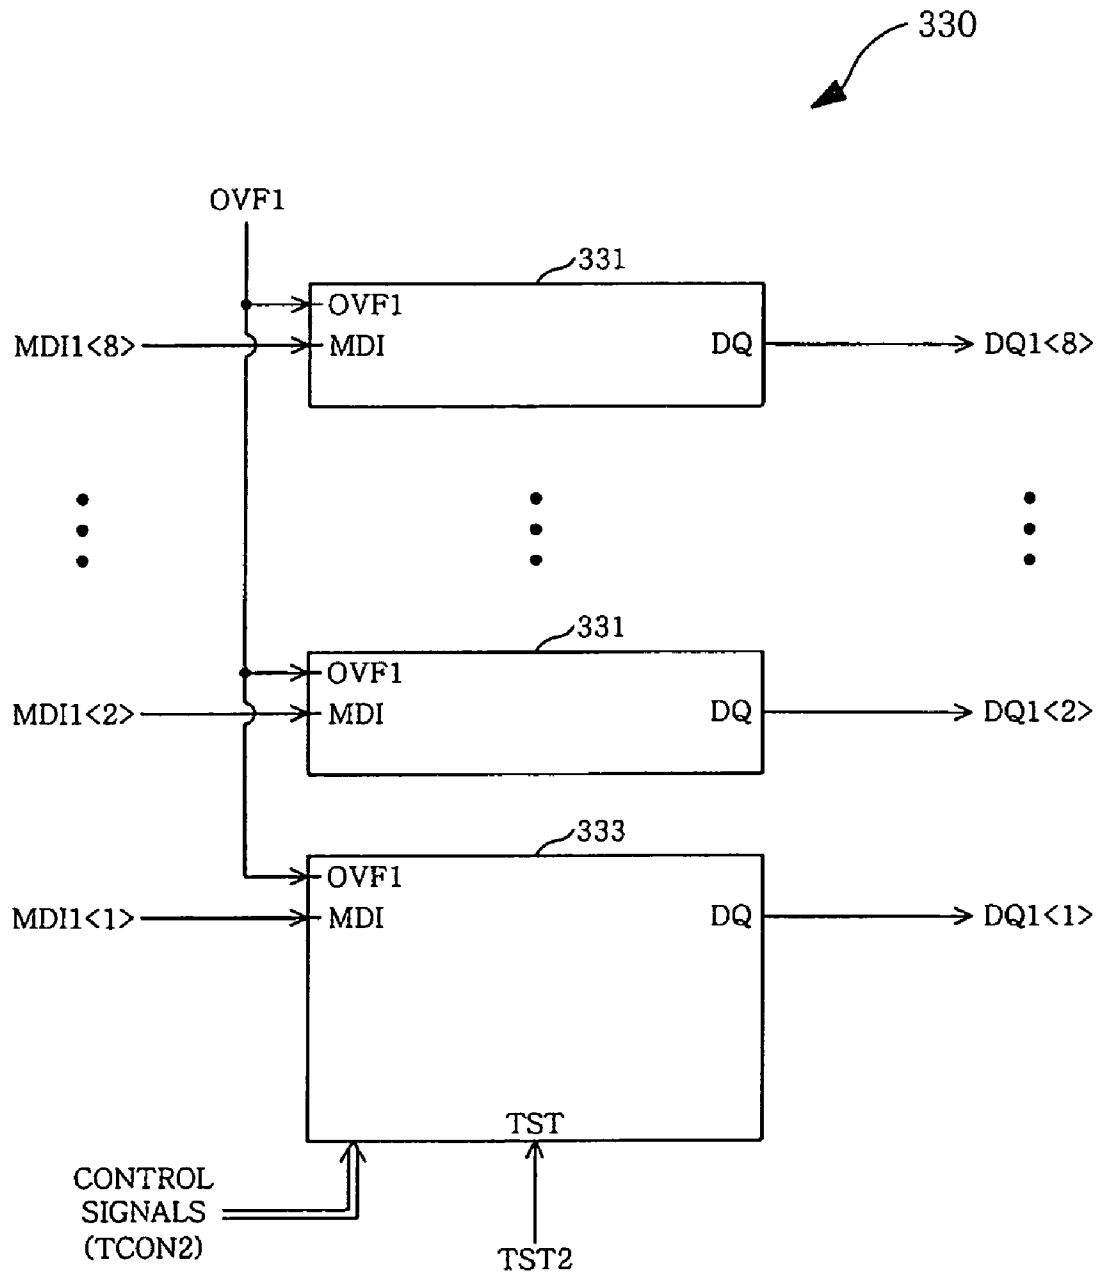 330
OVF1
331
OVF1
MDI1<8>
MDI
DQ
DQ1<8>
331
OVF1
MDI1<2>
MDI
DQ
DQ1<2>
333
OVF1
MDI1<1>
MDI
DQ
DQ1<1>
TST
CONTROL
SIGNALS
(TCON2)
TST2